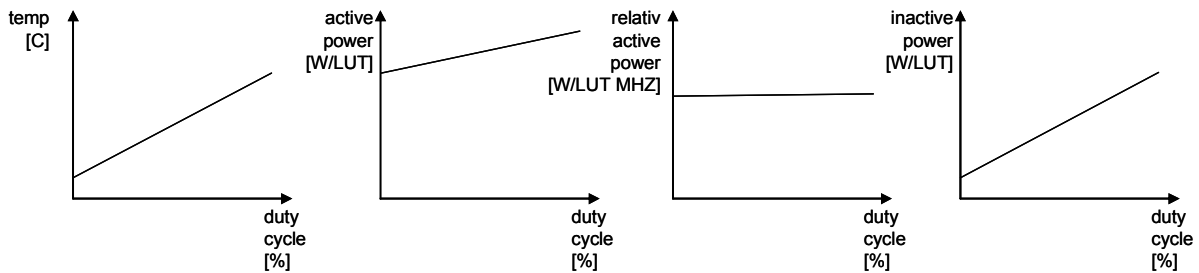 temp
[C]
duty
cycle
[%]
active
power
[W/LUT]
duty
cycle
[%]
relativ
active
power
[W/LUT MHZ]
duty
cycle
[%]
inactive
power
[W/LUT]
duty
cycle
[%]